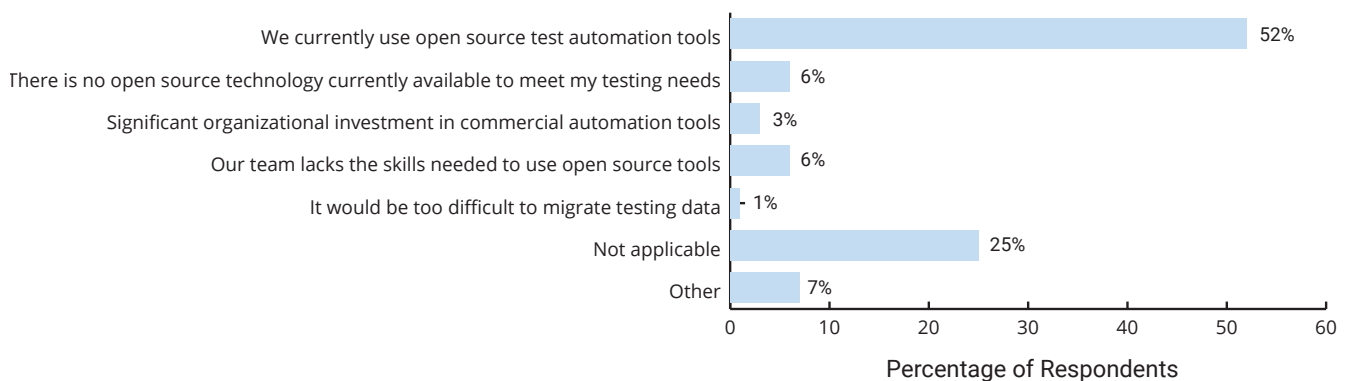 We currently use open source test automation tools 52%
There is no open source technology currently available to meet my testing needs 6%
Significant organizational investment in commercial automation tools 3%
Our team lacks the skills needed to use open source tools 6%
It would be too difficult to migrate testing data 1%
Not applicable 25%
Other 7%
0 10 20 30 40 50 60
Percentage of Respondents